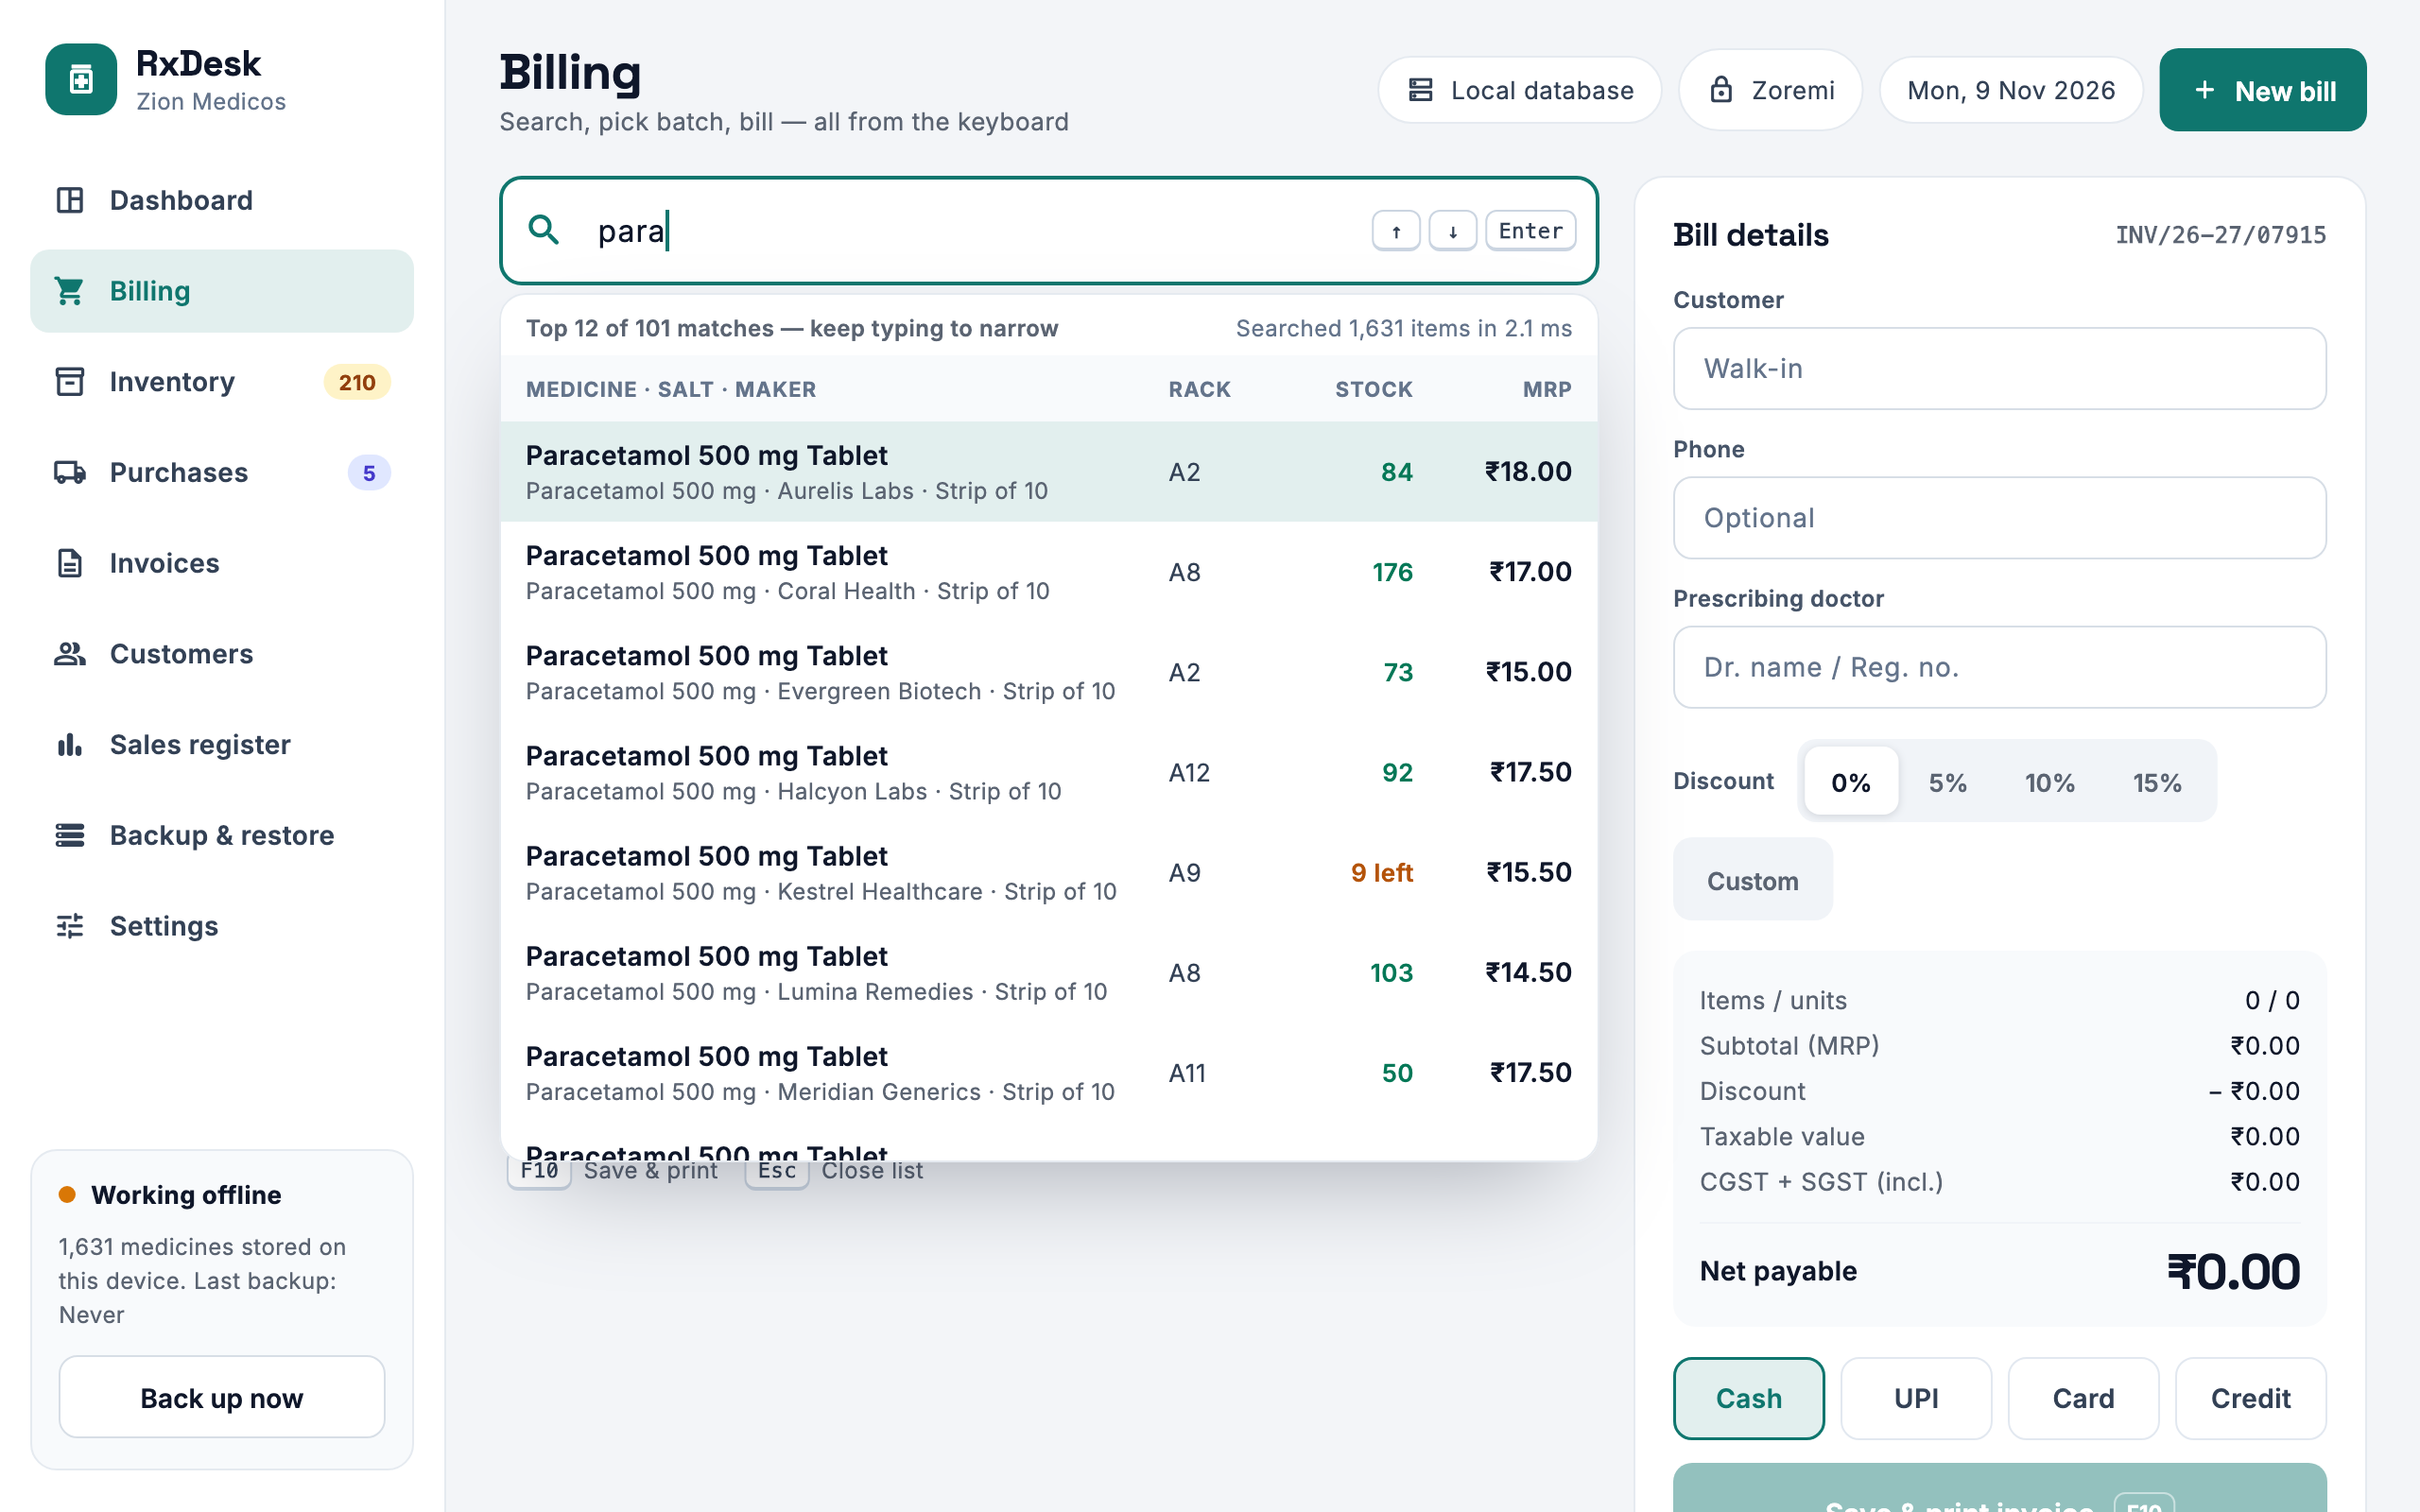 RxDesk
Zion Medicos
Dashboard
Billing
Inventory 210
Purchases 5
Invoices
Customers
Sales register
Backup & restore
Settings
Working offline
1,631 medicines stored on
this device. Last backup:
Never
Back up now
Billing
Search, pick batch, bill — all from the keyboard
Local database
Zoremi
Mon, 9 Nov 2026
+ New bill
para
↑ ↓ Enter
Top 12 of 101 matches — keep typing to narrow
Searched 1,631 items in 2.1 ms
MEDICINE · SALT · MAKER RACK STOCK MRP
Paracetamol 500 mg Tablet
Paracetamol 500 mg · Aurelis Labs · Strip of 10
A2 84 ₹18.00
Paracetamol 500 mg Tablet
Paracetamol 500 mg · Coral Health · Strip of 10
A8 176 ₹17.00
Paracetamol 500 mg Tablet
Paracetamol 500 mg · Evergreen Biotech · Strip of 10
A2 73 ₹15.00
Paracetamol 500 mg Tablet
Paracetamol 500 mg · Halcyon Labs · Strip of 10
A12 92 ₹17.50
Paracetamol 500 mg Tablet
Paracetamol 500 mg · Kestrel Healthcare · Strip of 10
A9 9 left ₹15.50
Paracetamol 500 mg Tablet
Paracetamol 500 mg · Lumina Remedies · Strip of 10
A8 103 ₹14.50
Paracetamol 500 mg Tablet
Paracetamol 500 mg · Meridian Generics · Strip of 10
A11 50 ₹17.50
Paracetamol 500 mg Tablet
F10 Save & print Esc Close list
Bill details
INV/26–27/07915
Customer
Walk-in
Phone
Optional
Prescribing doctor
Dr. name / Reg. no.
Discount 0% 5% 10% 15%
Custom
Items / units 0 / 0
Subtotal (MRP) ₹0.00
Discount – ₹0.00
Taxable value ₹0.00
CGST + SGST (incl.) ₹0.00
Net payable ₹0.00
Cash UPI Card Credit
Save & print invoice F10